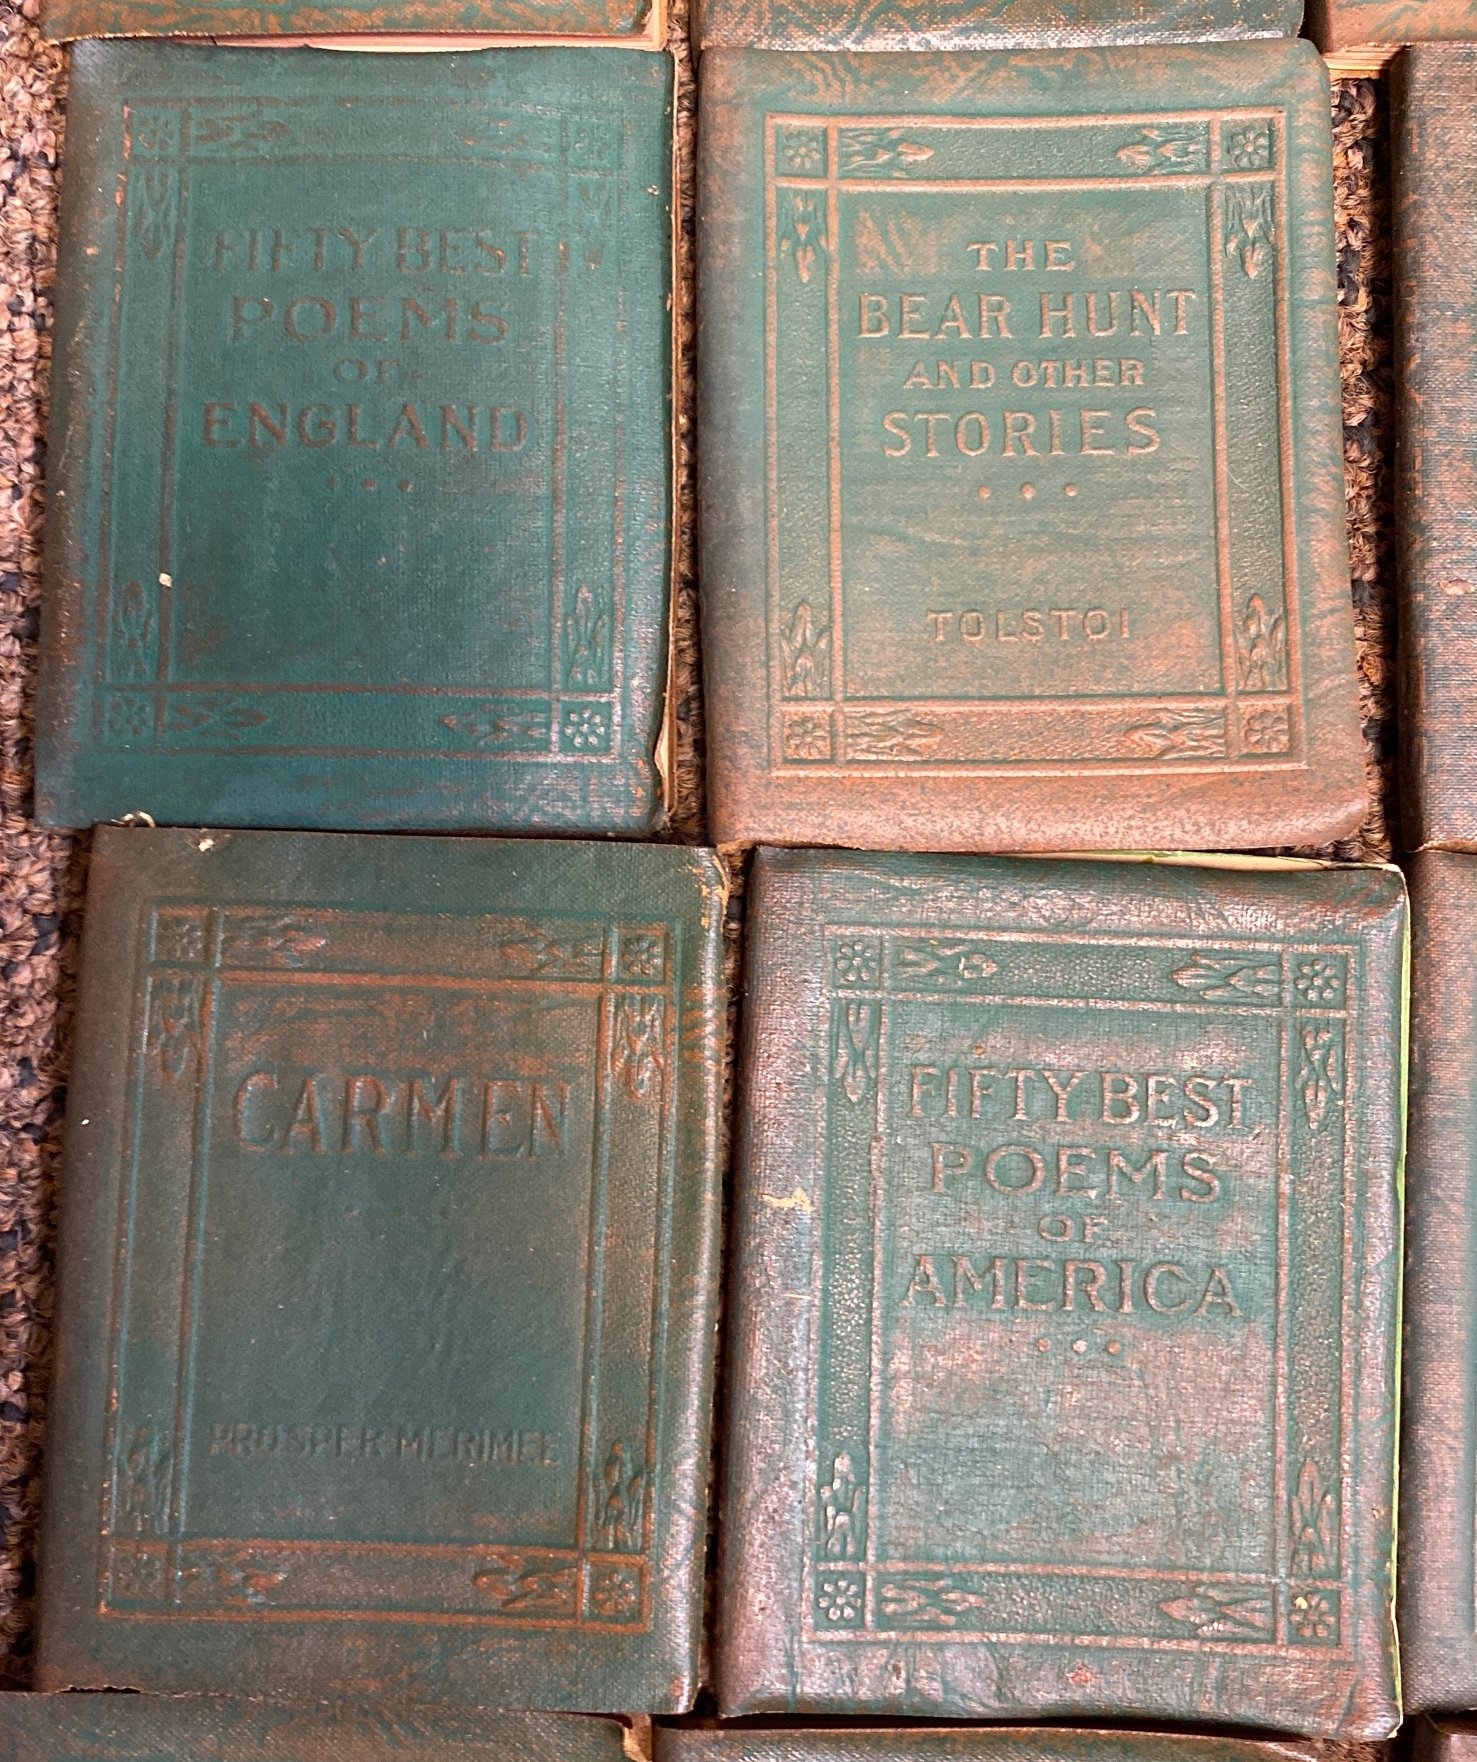 FIFTY BEST
POEMS
OF
ENGLAND
THE
BEAR HUNT
AND OTHER
STORIES
TOLSTOI
CARMEN
PROSPER MERIMEE
FIFTY BEST
POEMS
OF
AMERICA